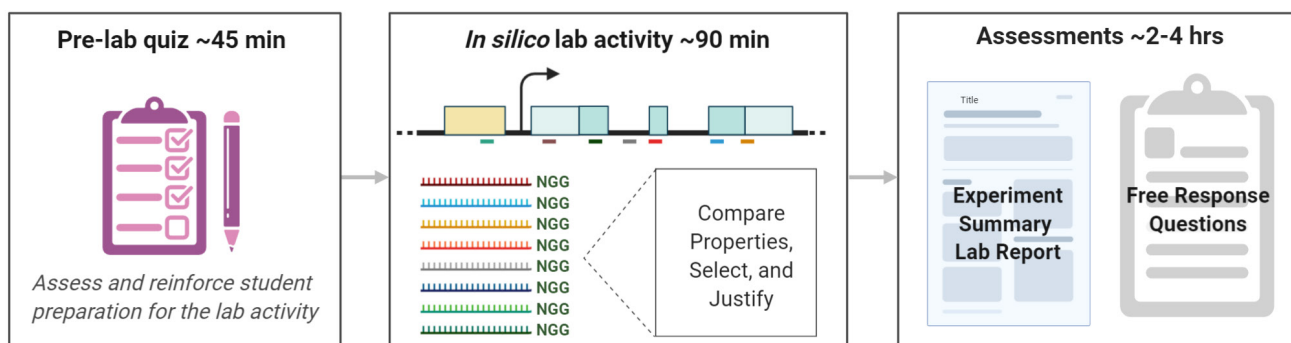 Pre-lab quiz ~45 min
Assess and reinforce student
preparation for the lab activity
In silico lab activity ~90 min
NGG
NGG
NGG
NGG
NGG
NGG
NGG
NGG
Compare
Properties,
Select, and
Justify
Assessments ~2-4 hrs
Title
Experiment
Summary
Lab Report
Free Response
Questions